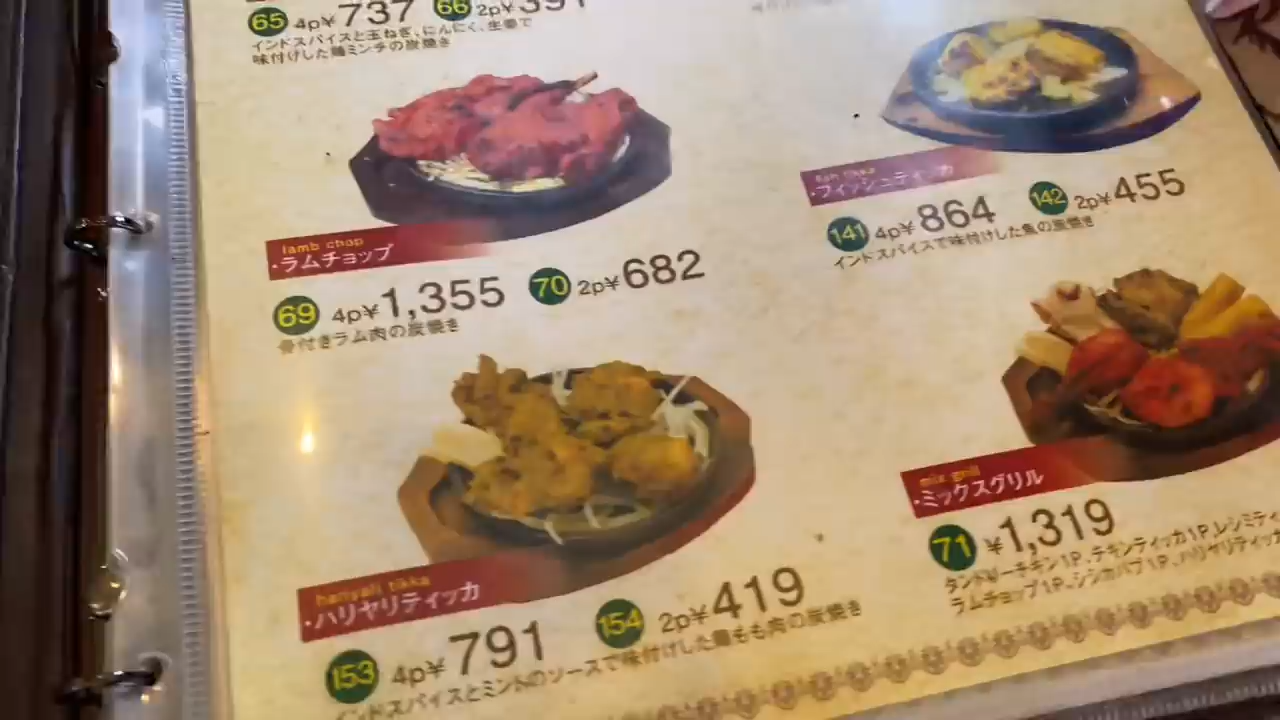 65 4p¥737 66 2p¥391
インドスパイスと玉ねぎ、にんにく、生姜で
味付けした鶏ミンチの炭焼き
lamb chop
・ラムチョップ
69 4p¥1,355 70 2p¥682
骨付きラム肉の炭焼き
hariyali tikka
・ハリヤリティッカ
153 4p¥791 154 2p¥419
インドスパイスとミントのソースで味付けした鶏もも肉の炭焼き
fish tikka
・フィッシュティッカ
141 4p¥864 142 2p¥455
インドスパイスで味付けした魚の炭焼き
mix grill
・ミックスグリル
71 ¥1,319
タンドリーチキン1P、チキンティッカ1P、レシミティ
ラムチョップ1P、シシカバブ1P、ハリヤリティッカ